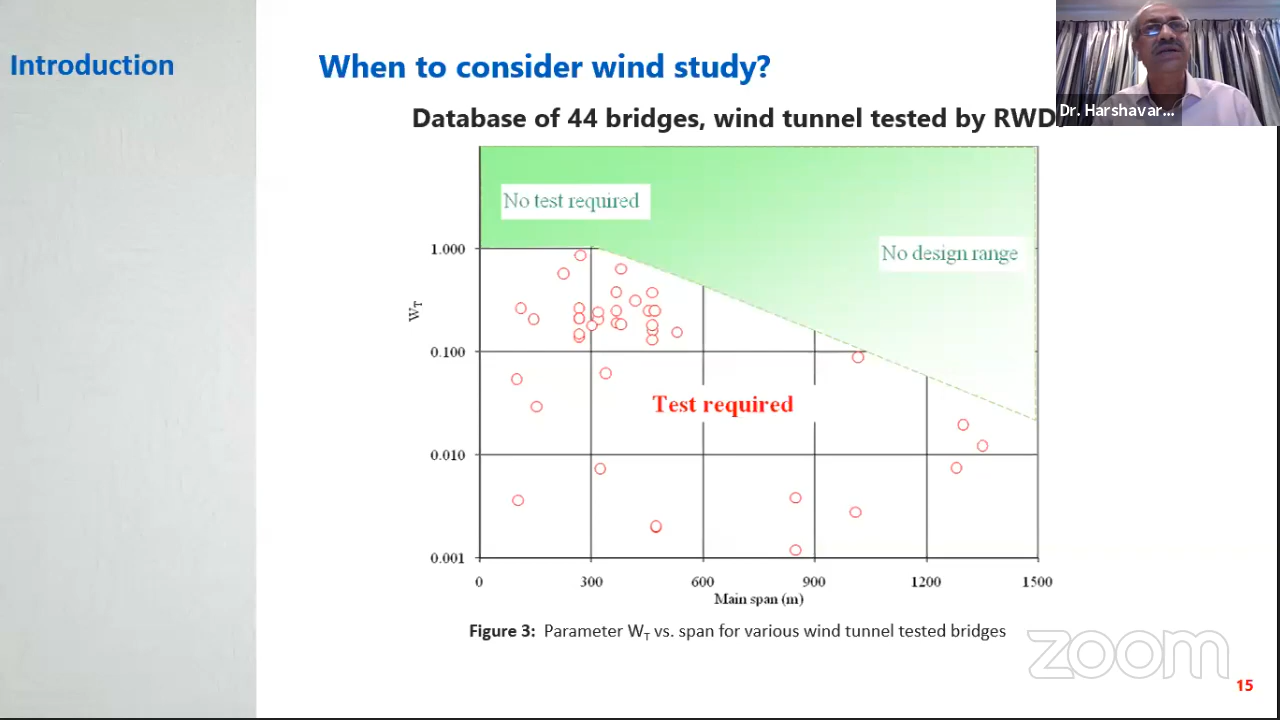 Introduction
When to consider wind study?
Dr. Harshavar...
Database of 44 bridges, wind tunnel tested by RWD
No test required
No design range
1.000
W_T
0.100
Test required
0.010
0.001
0 300 600 900 1200 1500
Main span (m)
Figure 3: Parameter W_T vs. span for various wind tunnel tested bridges
zoom
15